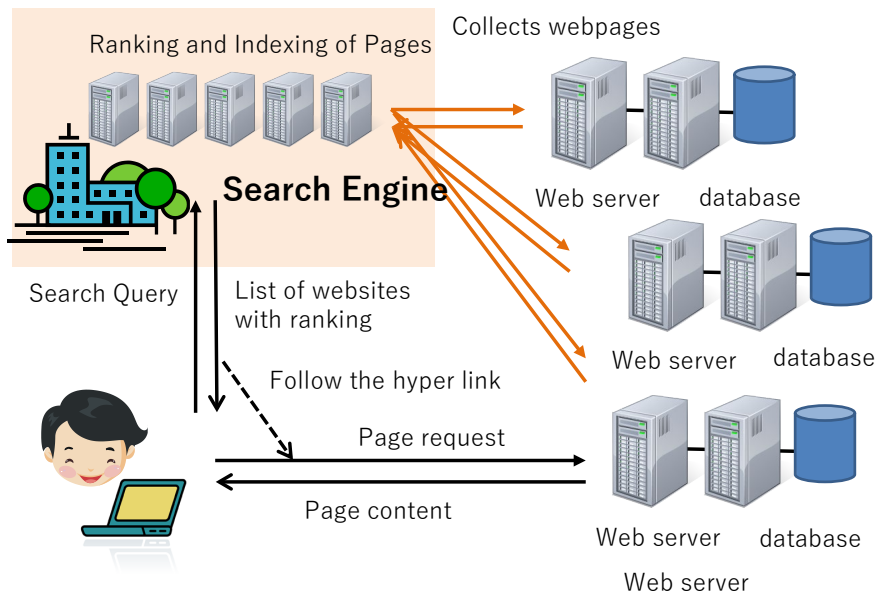 Ranking and Indexing of Pages
Collects webpages
Search Engine
Web server
database
Web server
database
Search Query
List of websites
with ranking
Follow the hyper link
Page request
Page content
Web server
database
Web server